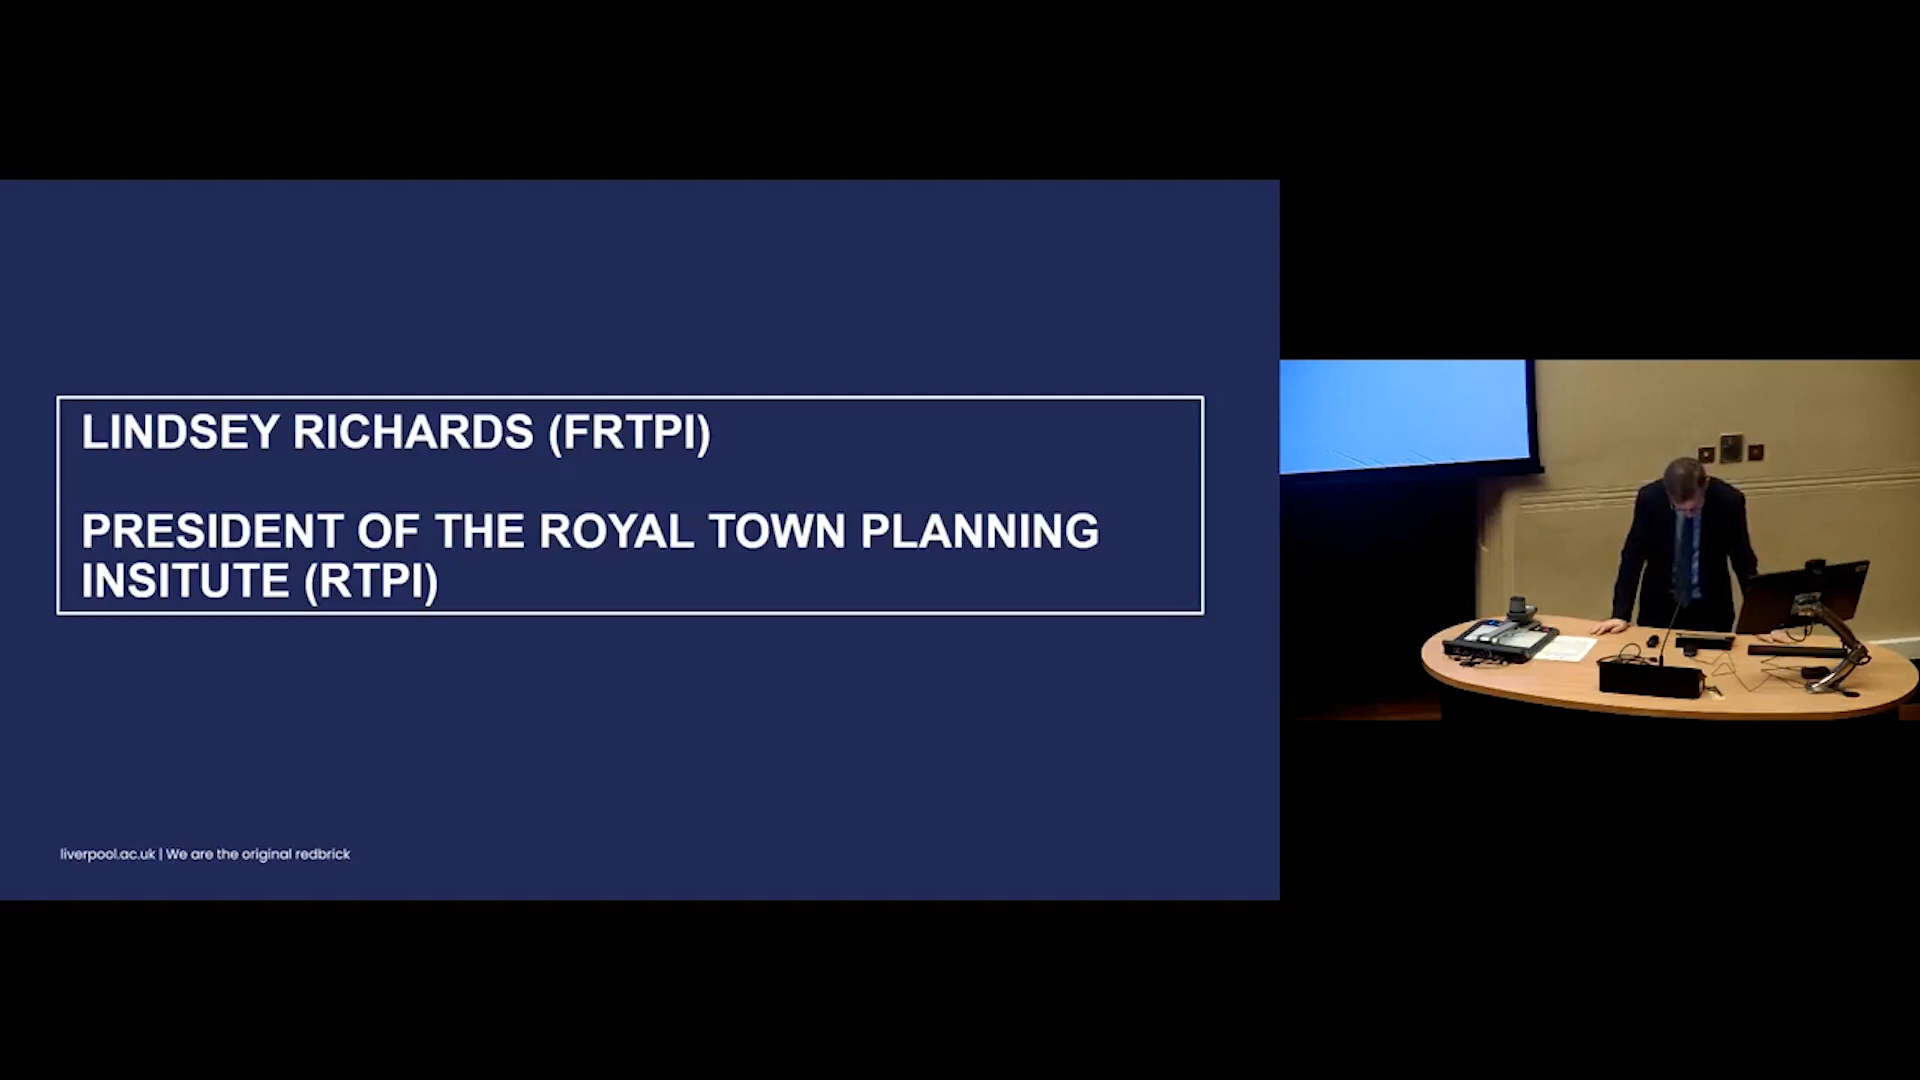 LINDSEY RICHARDS (FRTPI)
PRESIDENT OF THE ROYAL TOWN PLANNING
INSITUTE (RTPI)
liverpool.ac.uk | We are the original redbrick